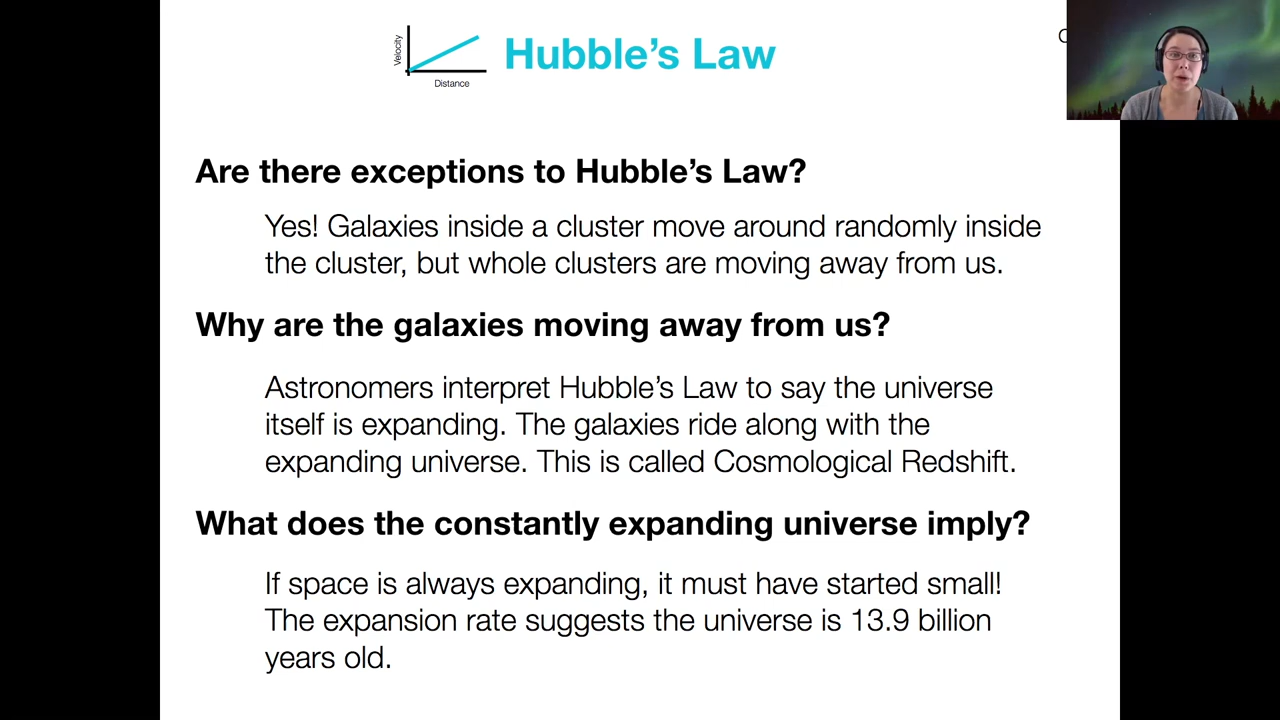 Velocity
Distance
Hubble’s Law
Are there exceptions to Hubble’s Law?
Yes! Galaxies inside a cluster move around randomly inside
the cluster, but whole clusters are moving away from us.
Why are the galaxies moving away from us?
Astronomers interpret Hubble’s Law to say the universe
itself is expanding. The galaxies ride along with the
expanding universe. This is called Cosmological Redshift.
What does the constantly expanding universe imply?
If space is always expanding, it must have started small!
The expansion rate suggests the universe is 13.9 billion
years old.